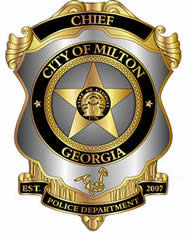 CHIEF
CITY OF MILTON
GEORGIA
EST. 2007
POLICE DEPARTMENT